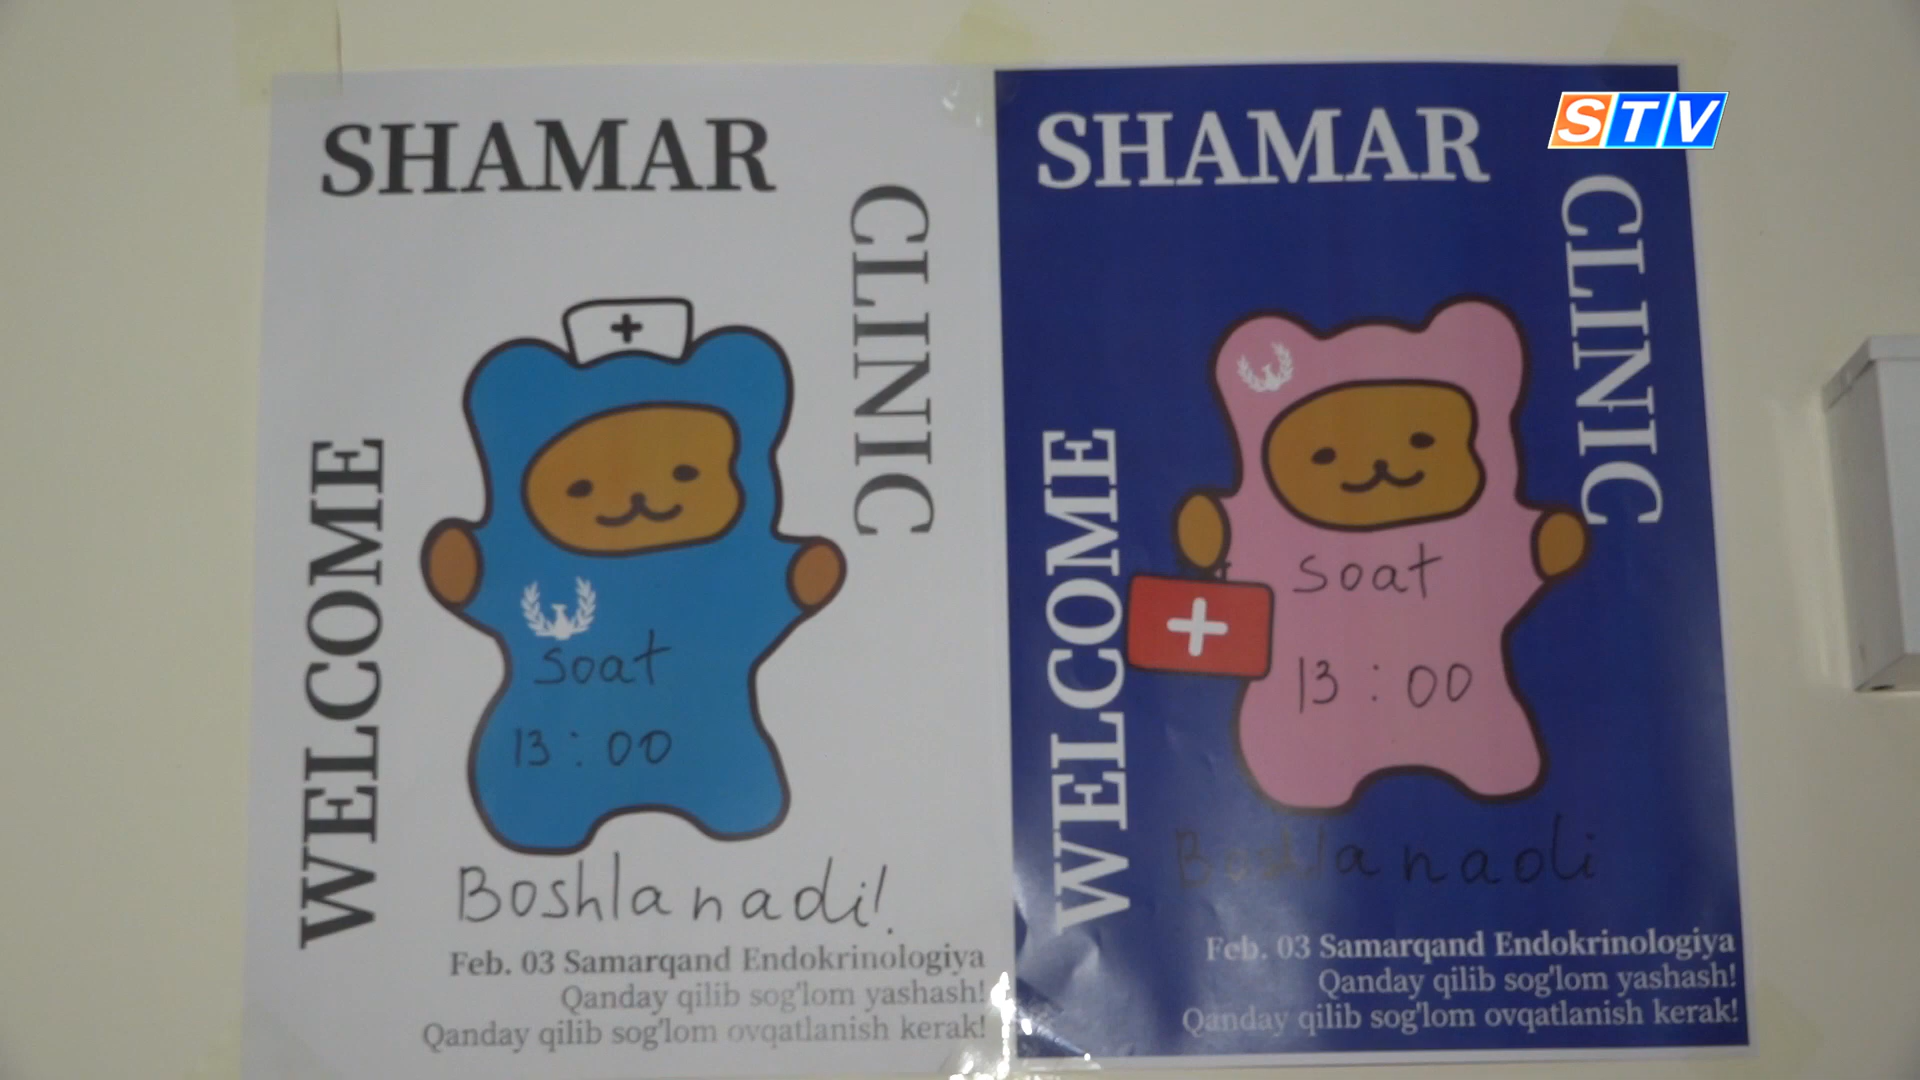 STV
SHAMAR
CLINIC
WELCOME
soat
13:00
Boshlanadi!
Feb. 03 Samarqand Endokrinologiya
Qanday qilib sog'lom yashash!
Qanday qilib sog'lom ovqatlanish kerak!
SHAMAR
CLINIC
WELCOME
soat
13:00
Boshlanadi
Feb. 03 Samarqand Endokrinologiya
Qanday qilib sog'lom yashash!
Qanday qilib sog'lom ovqatlanish kerak!